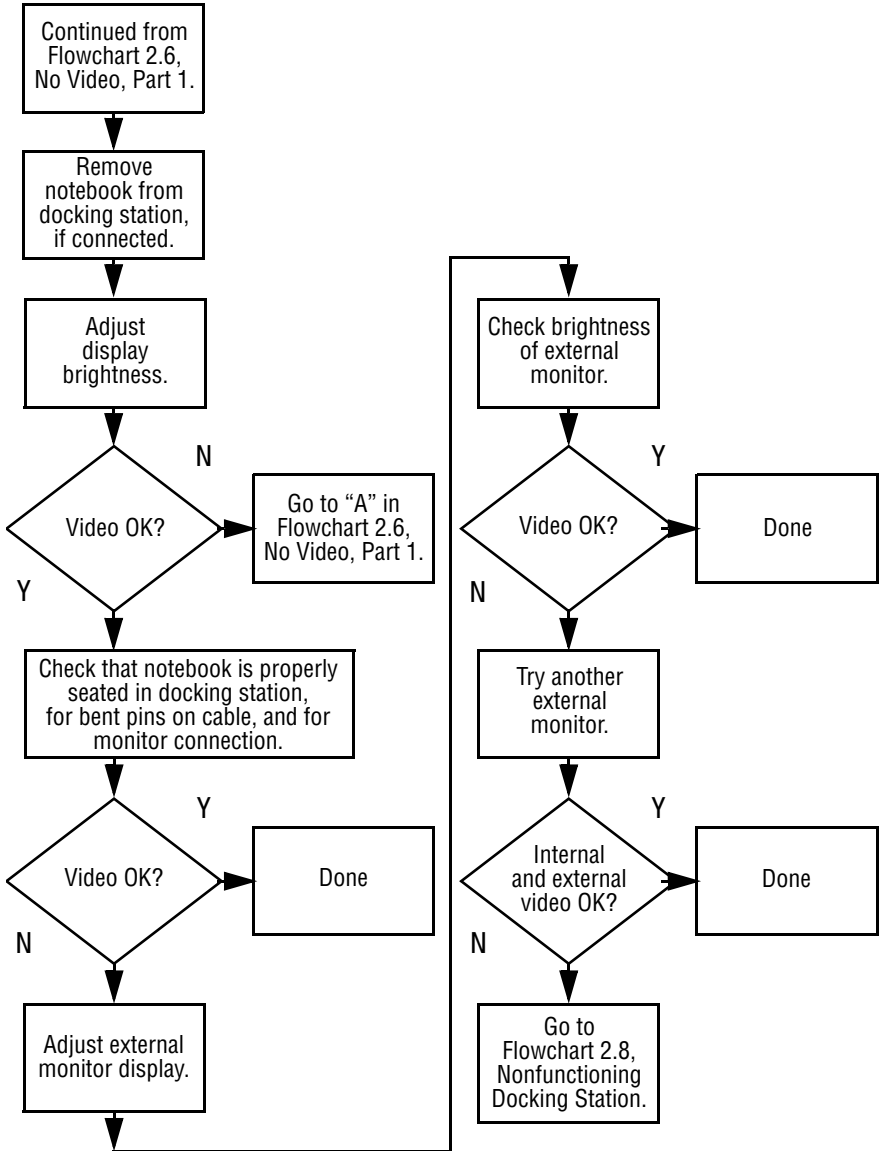 Continued from
Flowchart 2.6,
No Video, Part 1.
Remove
notebook from
docking station,
if connected.
Adjust
display
brightness.
Video OK?
N
Go to “A” in
Flowchart 2.6,
No Video, Part 1.
Y
Check that notebook is properly
seated in docking station,
for bent pins on cable, and for
monitor connection.
Video OK?
Y
Done
N
Adjust external
monitor display.
Check brightness
of external
monitor.
Video OK?
Y
Done
N
Try another
external
monitor.
Internal
and external
video OK?
Y
Done
N
Go to
Flowchart 2.8,
Nonfunctioning
Docking Station.